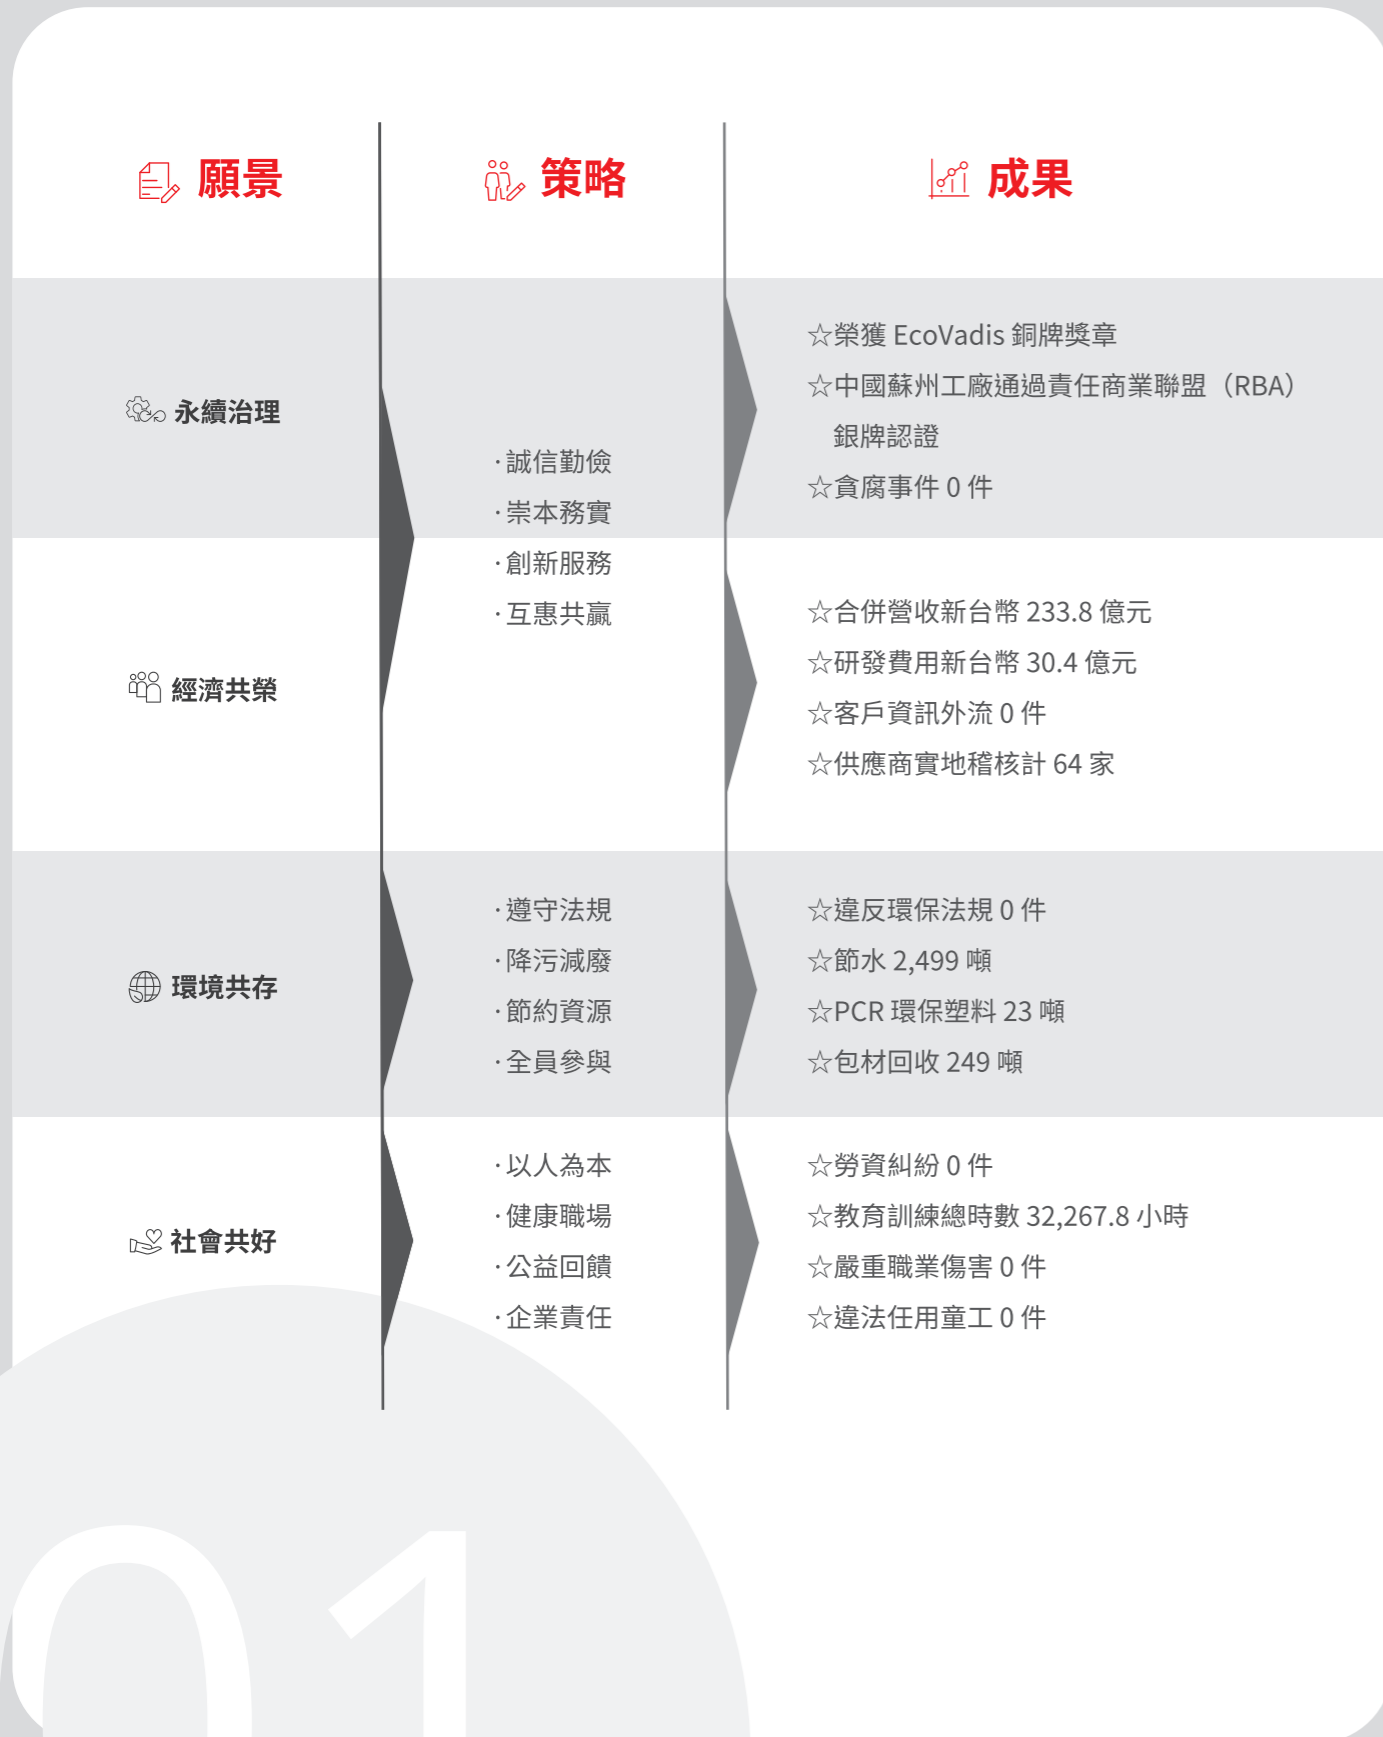 願景
策略
成果
永續治理
經濟共榮
·誠信勤儉
·崇本務實
·創新服務
·互惠共贏
☆榮獲 EcoVadis 銅牌獎章
☆中國蘇州工廠通過責任商業聯盟（RBA）
銀牌認證
☆貪腐事件 0 件
☆合併營收新台幣 233.8 億元
☆研發費用新台幣 30.4 億元
☆客戶資訊外流 0 件
☆供應商實地稽核計 64 家
環境共存
·遵守法規
·降污減廢
·節約資源
·全員參與
☆違反環保法規 0 件
☆節水 2,499 噸
☆PCR 環保塑料 23 噸
☆包材回收 249 噸
社會共好
·以人為本
·健康職場
·公益回饋
·企業責任
☆勞資糾紛 0 件
☆教育訓練總時數 32,267.8 小時
☆嚴重職業傷害 0 件
☆違法任用童工 0 件
01